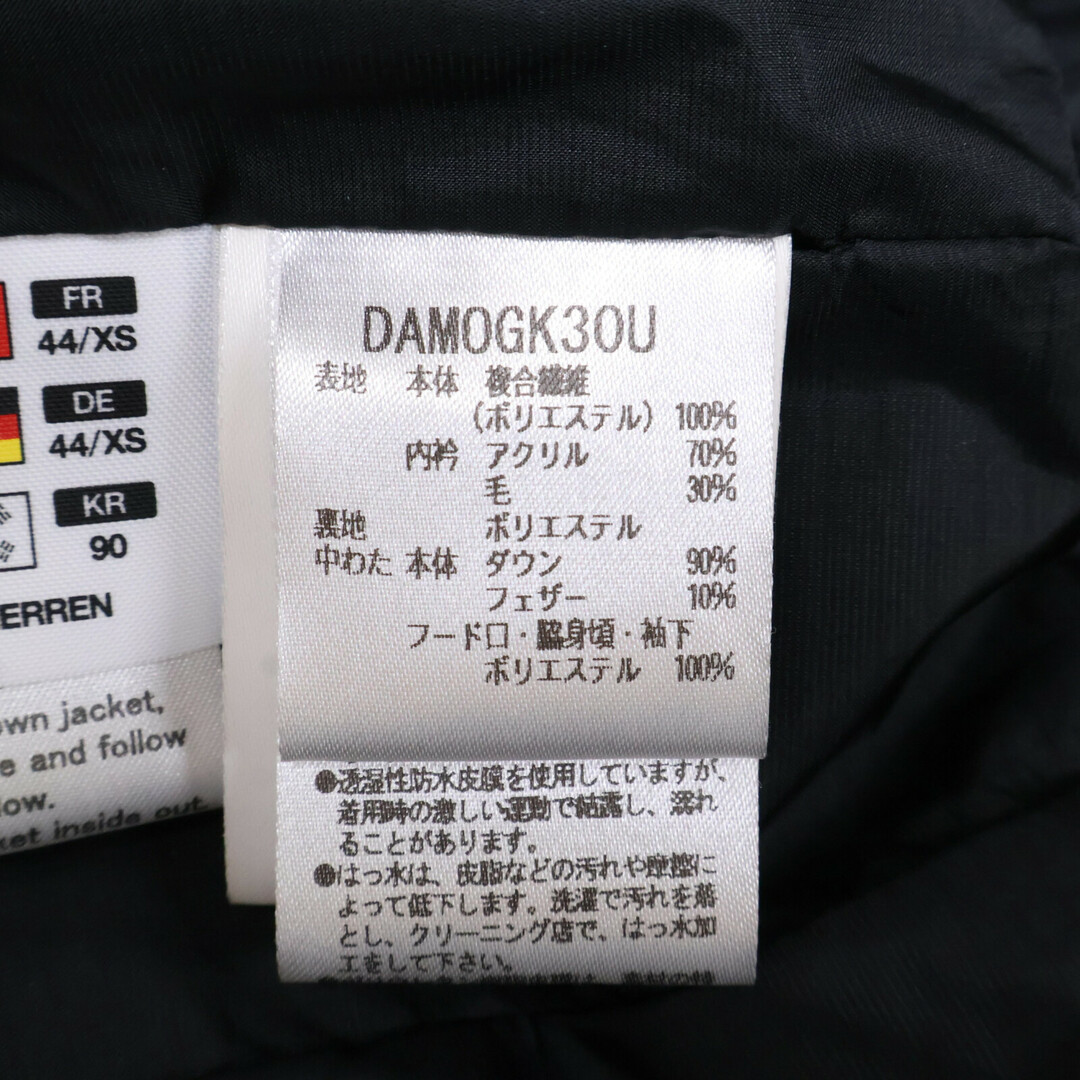 FR
44/XS
DE
44/XS
KR
90
ERREN
wn jacket,
e and follow
low.
ket inside out
DAMOGK30U
表地 本体 複合繊維
(ポリエステル) 100%
内衿 アクリル 70%
毛 30%
裏地 ポリエステル
中わた 本体 ダウン 90%
フェザー 10%
フード口・脇身頃・袖下
ポリエステル 100%
●透湿性防水皮膜を使用していますが、
着用時の激しい運動で結露し、濡れ
ることがあります。
●はっ水は、皮脂などの汚れや摩擦に
よって低下します。洗濯で汚れを落
とし、クリーニング店で、はっ水加
工をして下さい。